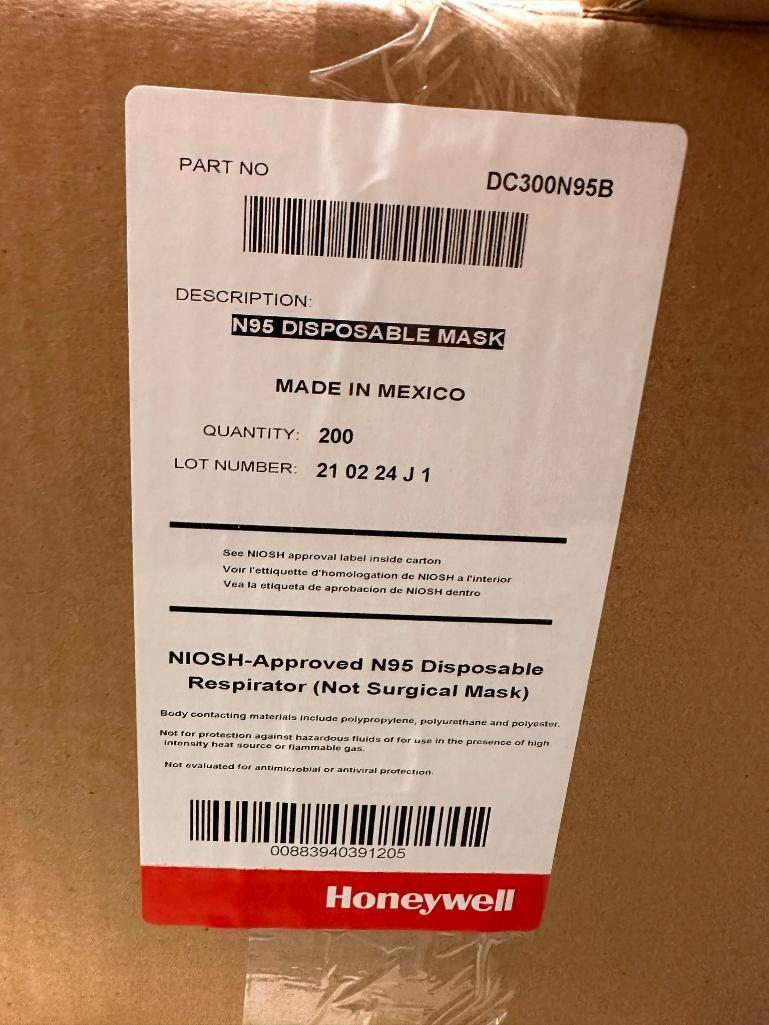 PART NO DC300N95B
DESCRIPTION:
N95 DISPOSABLE MASK
MADE IN MEXICO
QUANTITY: 200
LOT NUMBER: 21 02 24 J 1
See NIOSH approval label inside carton
Voir l'ettiquette d'homologation de NIOSH a l'interior
Vea la etiqueta de aprobacion de NIOSH dentro
NIOSH-Approved N95 Disposable
Respirator (Not Surgical Mask)
Body contacting materials include polypropylene, polyurethane and polyester.
Not for protection against hazardous fluids of for use in the presence of high
intensity heat source or flammable gas.
Not evaluated for antimicrobial or antiviral protection.
00883940391205
Honeywell